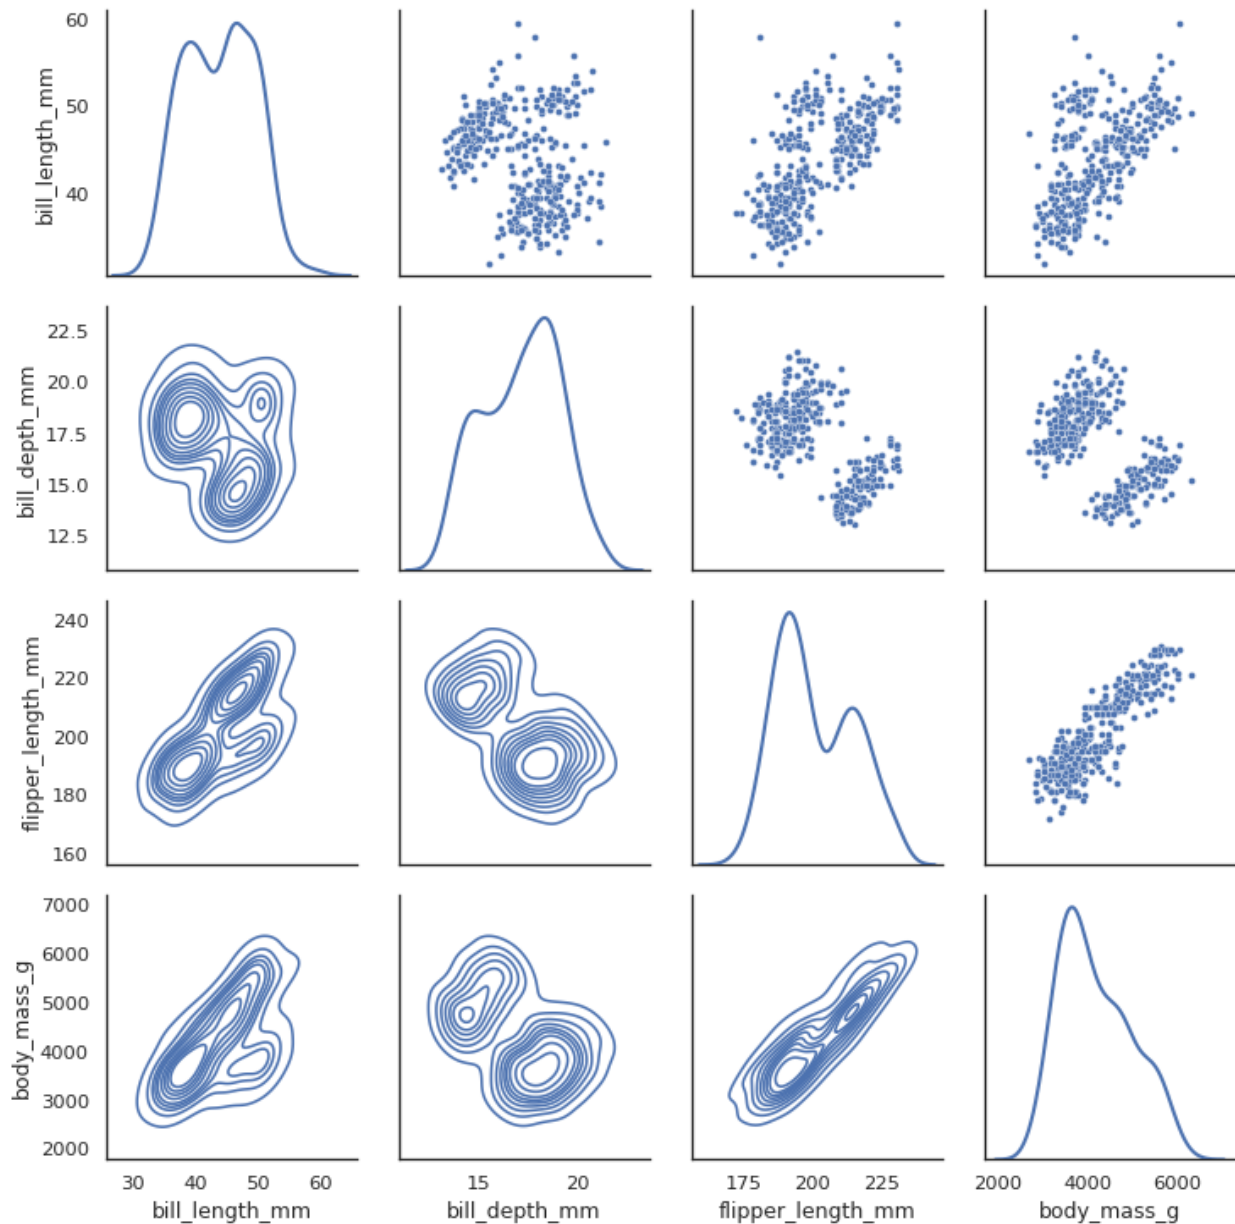 bill_length_mm
60
50
40
bill_depth_mm
22.5
20.0
17.5
15.0
12.5
flipper_length_mm
240
220
200
180
160
body_mass_g
7000
6000
5000
4000
3000
2000
30 40 50 60
bill_length_mm
15 20
bill_depth_mm
175 200 225
flipper_length_mm
2000 4000 6000
body_mass_g